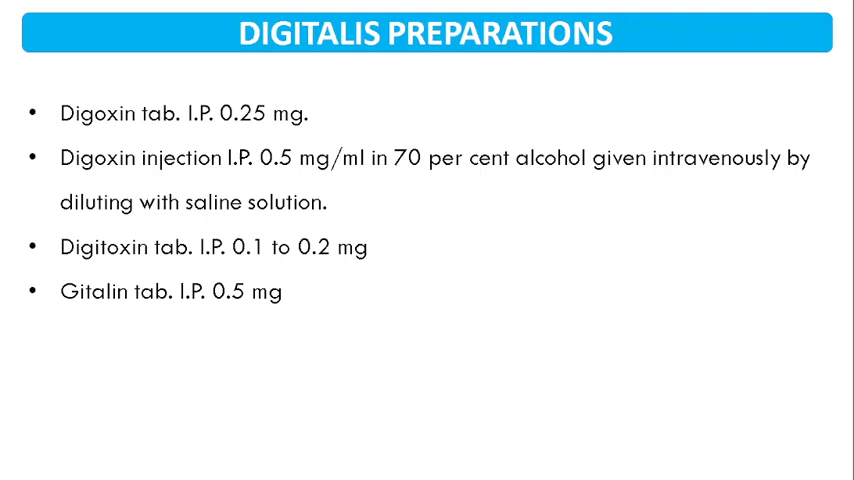 DIGITALIS PREPARATIONS
• Digoxin tab. I.P. 0.25 mg.
• Digoxin injection I.P. 0.5 mg/ml in 70 per cent alcohol given intravenously by
diluting with saline solution.
• Digitoxin tab. I.P. 0.1 to 0.2 mg
• Gitalin tab. I.P. 0.5 mg